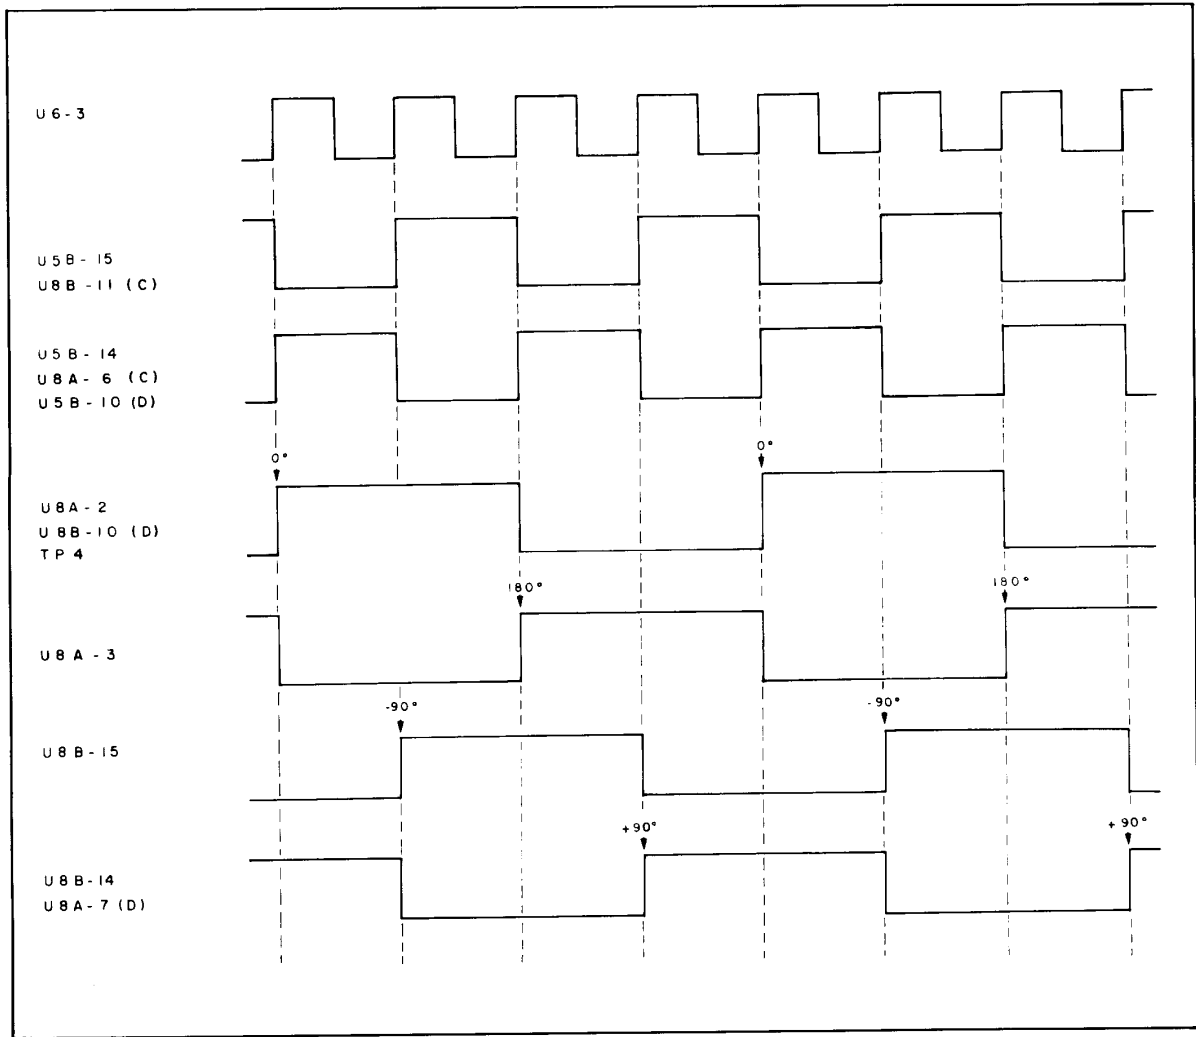 U6-3
U5B-15
U8B-11 (C)
U5B-14
U8A-6 (C)
U5B-10 (D)
0°
0°
U8A-2
U8B-10 (D)
TP4
180°
180°
U8A-3
-90°
-90°
U8B-15
+90°
+90°
U8B-14
U8A-7 (D)